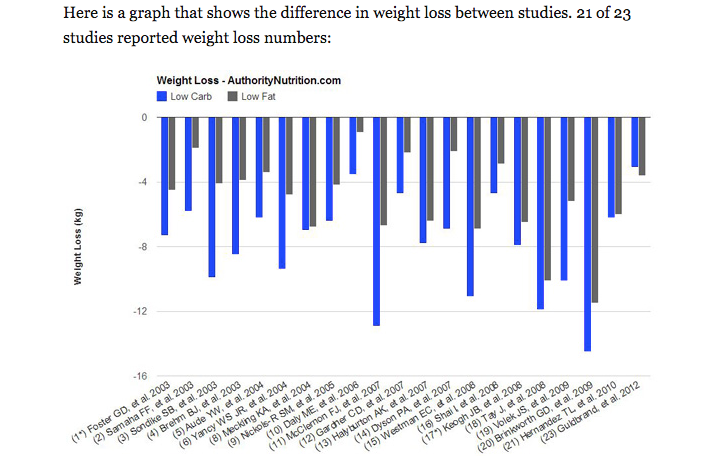 Here is a graph that shows the difference in weight loss between studies. 21 of 23
studies reported weight loss numbers:
Weight Loss - AuthorityNutrition.com
Low Carb
Low Fat
0
-4
-8
-12
-16
Weight Loss (kg)
(1*) Foster GD, et al. 2003
(2) Samaha FF, et al. 2003
(3) Sondike SB, et al. 2003
(4) Brehm BJ, et al. 2003
(5) Aude YW, et al. 2004
(6) Yancy WS JR, et al. 2004
(8) Mecking KA, et al. 2004
(9) Nickols-R SM, et al. 2005
(10) Daly ME, et al. 2006
(11) McClernon FJ, et al. 2007
(12) Gardner CD, et al. 2007
(13) Halyburton AK, et al. 2007
(14) Dyson PA, et al. 2007
(15) Westman EC, et al. 2008
(16) Shai I, et al. 2008
(17*) Keogh JB, et al. 2008
(18) Tay J, et al. 2008
(19) Volek JS, et al. 2009
(20) Brinkworth GD, et al. 2009
(21) Hernandez TL, et al. 2010
(23) Guldbrand, et al. 2012